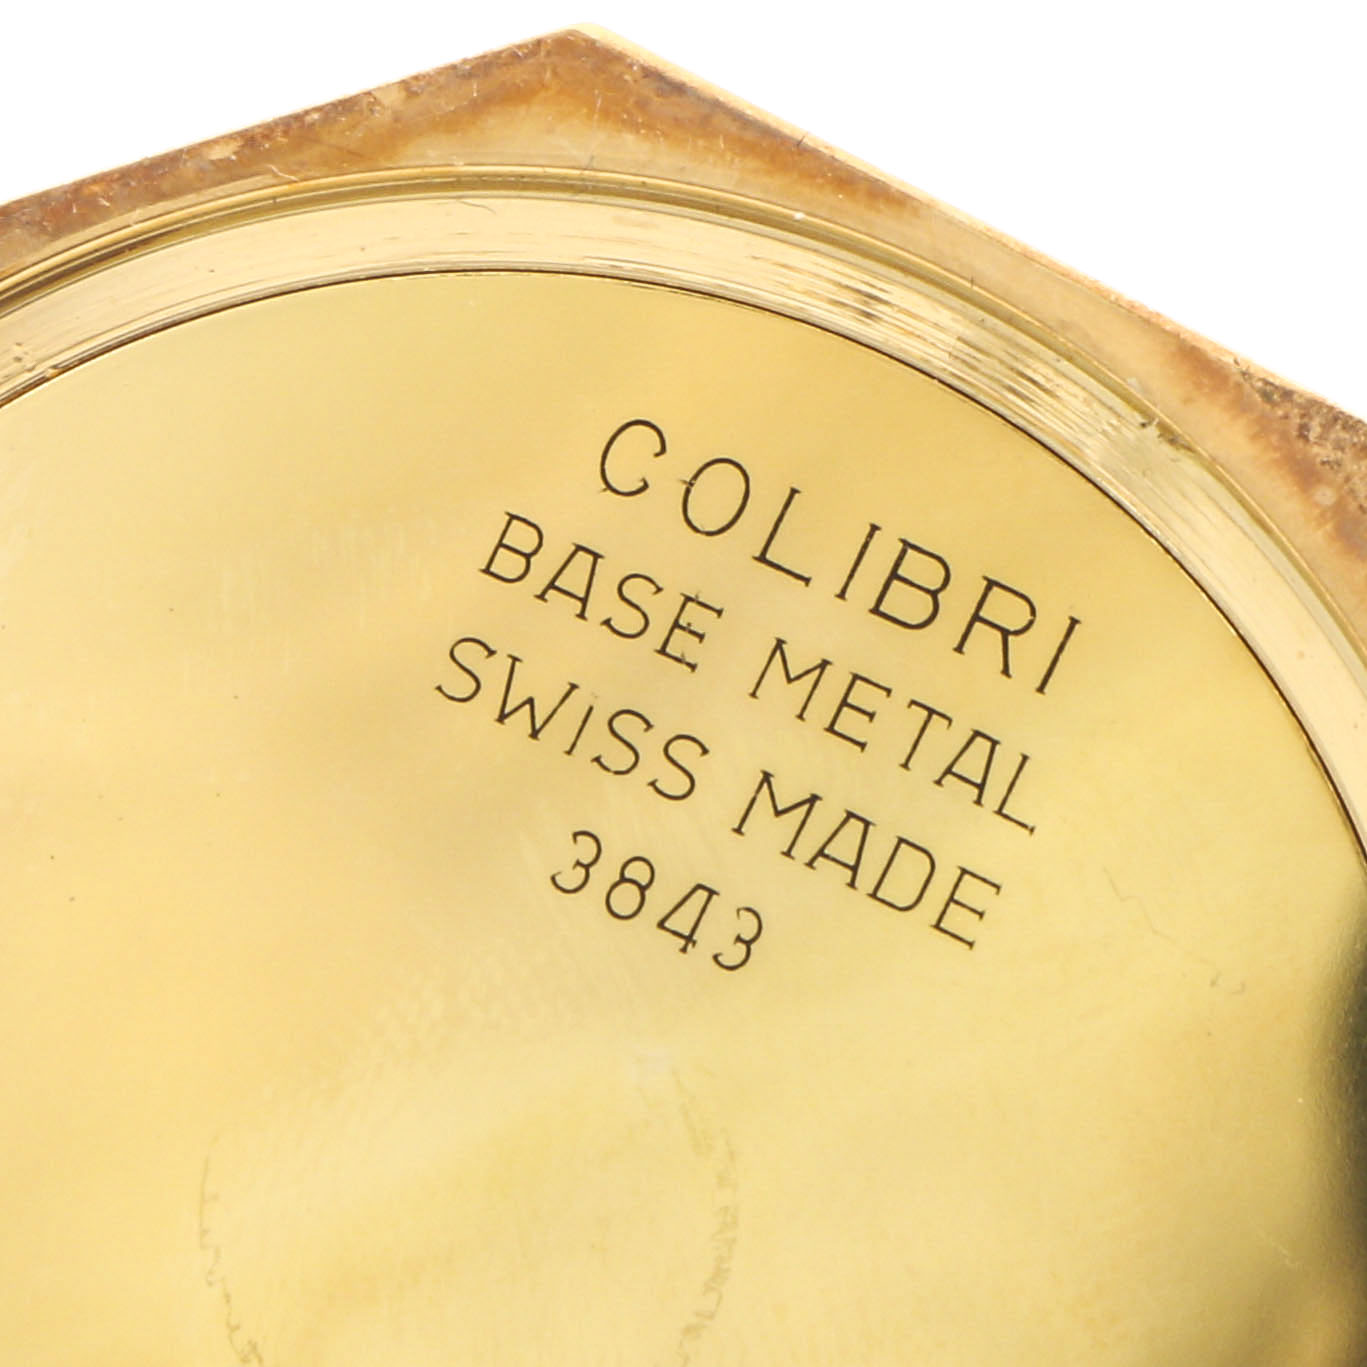 COLIBRI
BASE METAL
SWISS MADE
3843